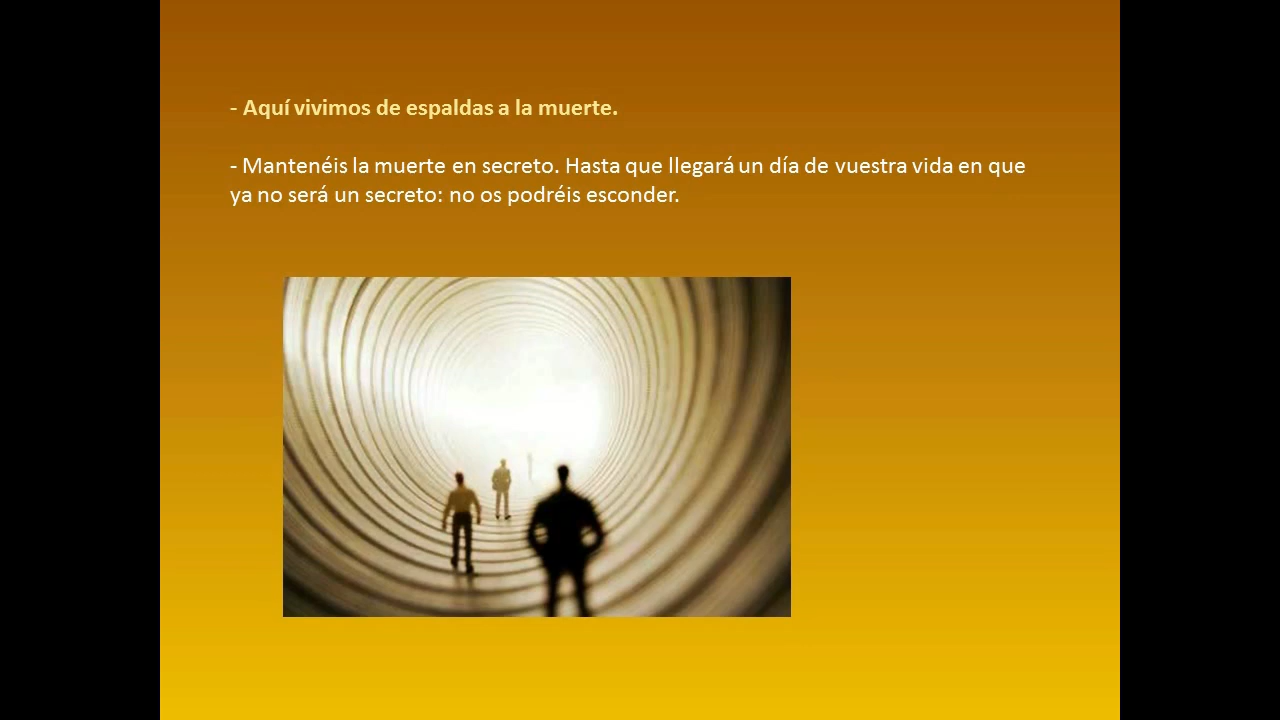 - Aquí vivimos de espaldas a la muerte.
- Mantenéis la muerte en secreto. Hasta que llegará un día de vuestra vida en que
ya no será un secreto: no os podréis esconder.